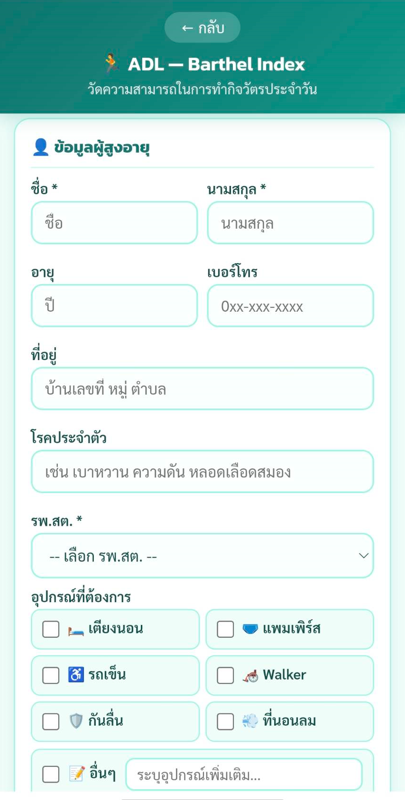 ← กลับ
🏃 ADL — Barthel Index
วัดความสามารถในการทำกิจวัตรประจำวัน
👤 ข้อมูลผู้สูงอายุ
ชื่อ * นามสกุล *
ชื่อ นามสกุล
อายุ เบอร์โทร
ปี 0xx-xxx-xxxx
ที่อยู่
บ้านเลขที่ หมู่ ตำบล
โรคประจำตัว
เช่น เบาหวาน ความดัน หลอดเลือดสมอง
รพ.สต. *
-- เลือก รพ.สต. --
อุปกรณ์ที่ต้องการ
🛏️ เตียงนอน 🩲 แพมเพิร์ส
♿ รถเข็น 🦽 Walker
🛡️ กันลื่น 💨 ที่นอนลม
📝 อื่นๆ ระบุอุปกรณ์เพิ่มเติม...